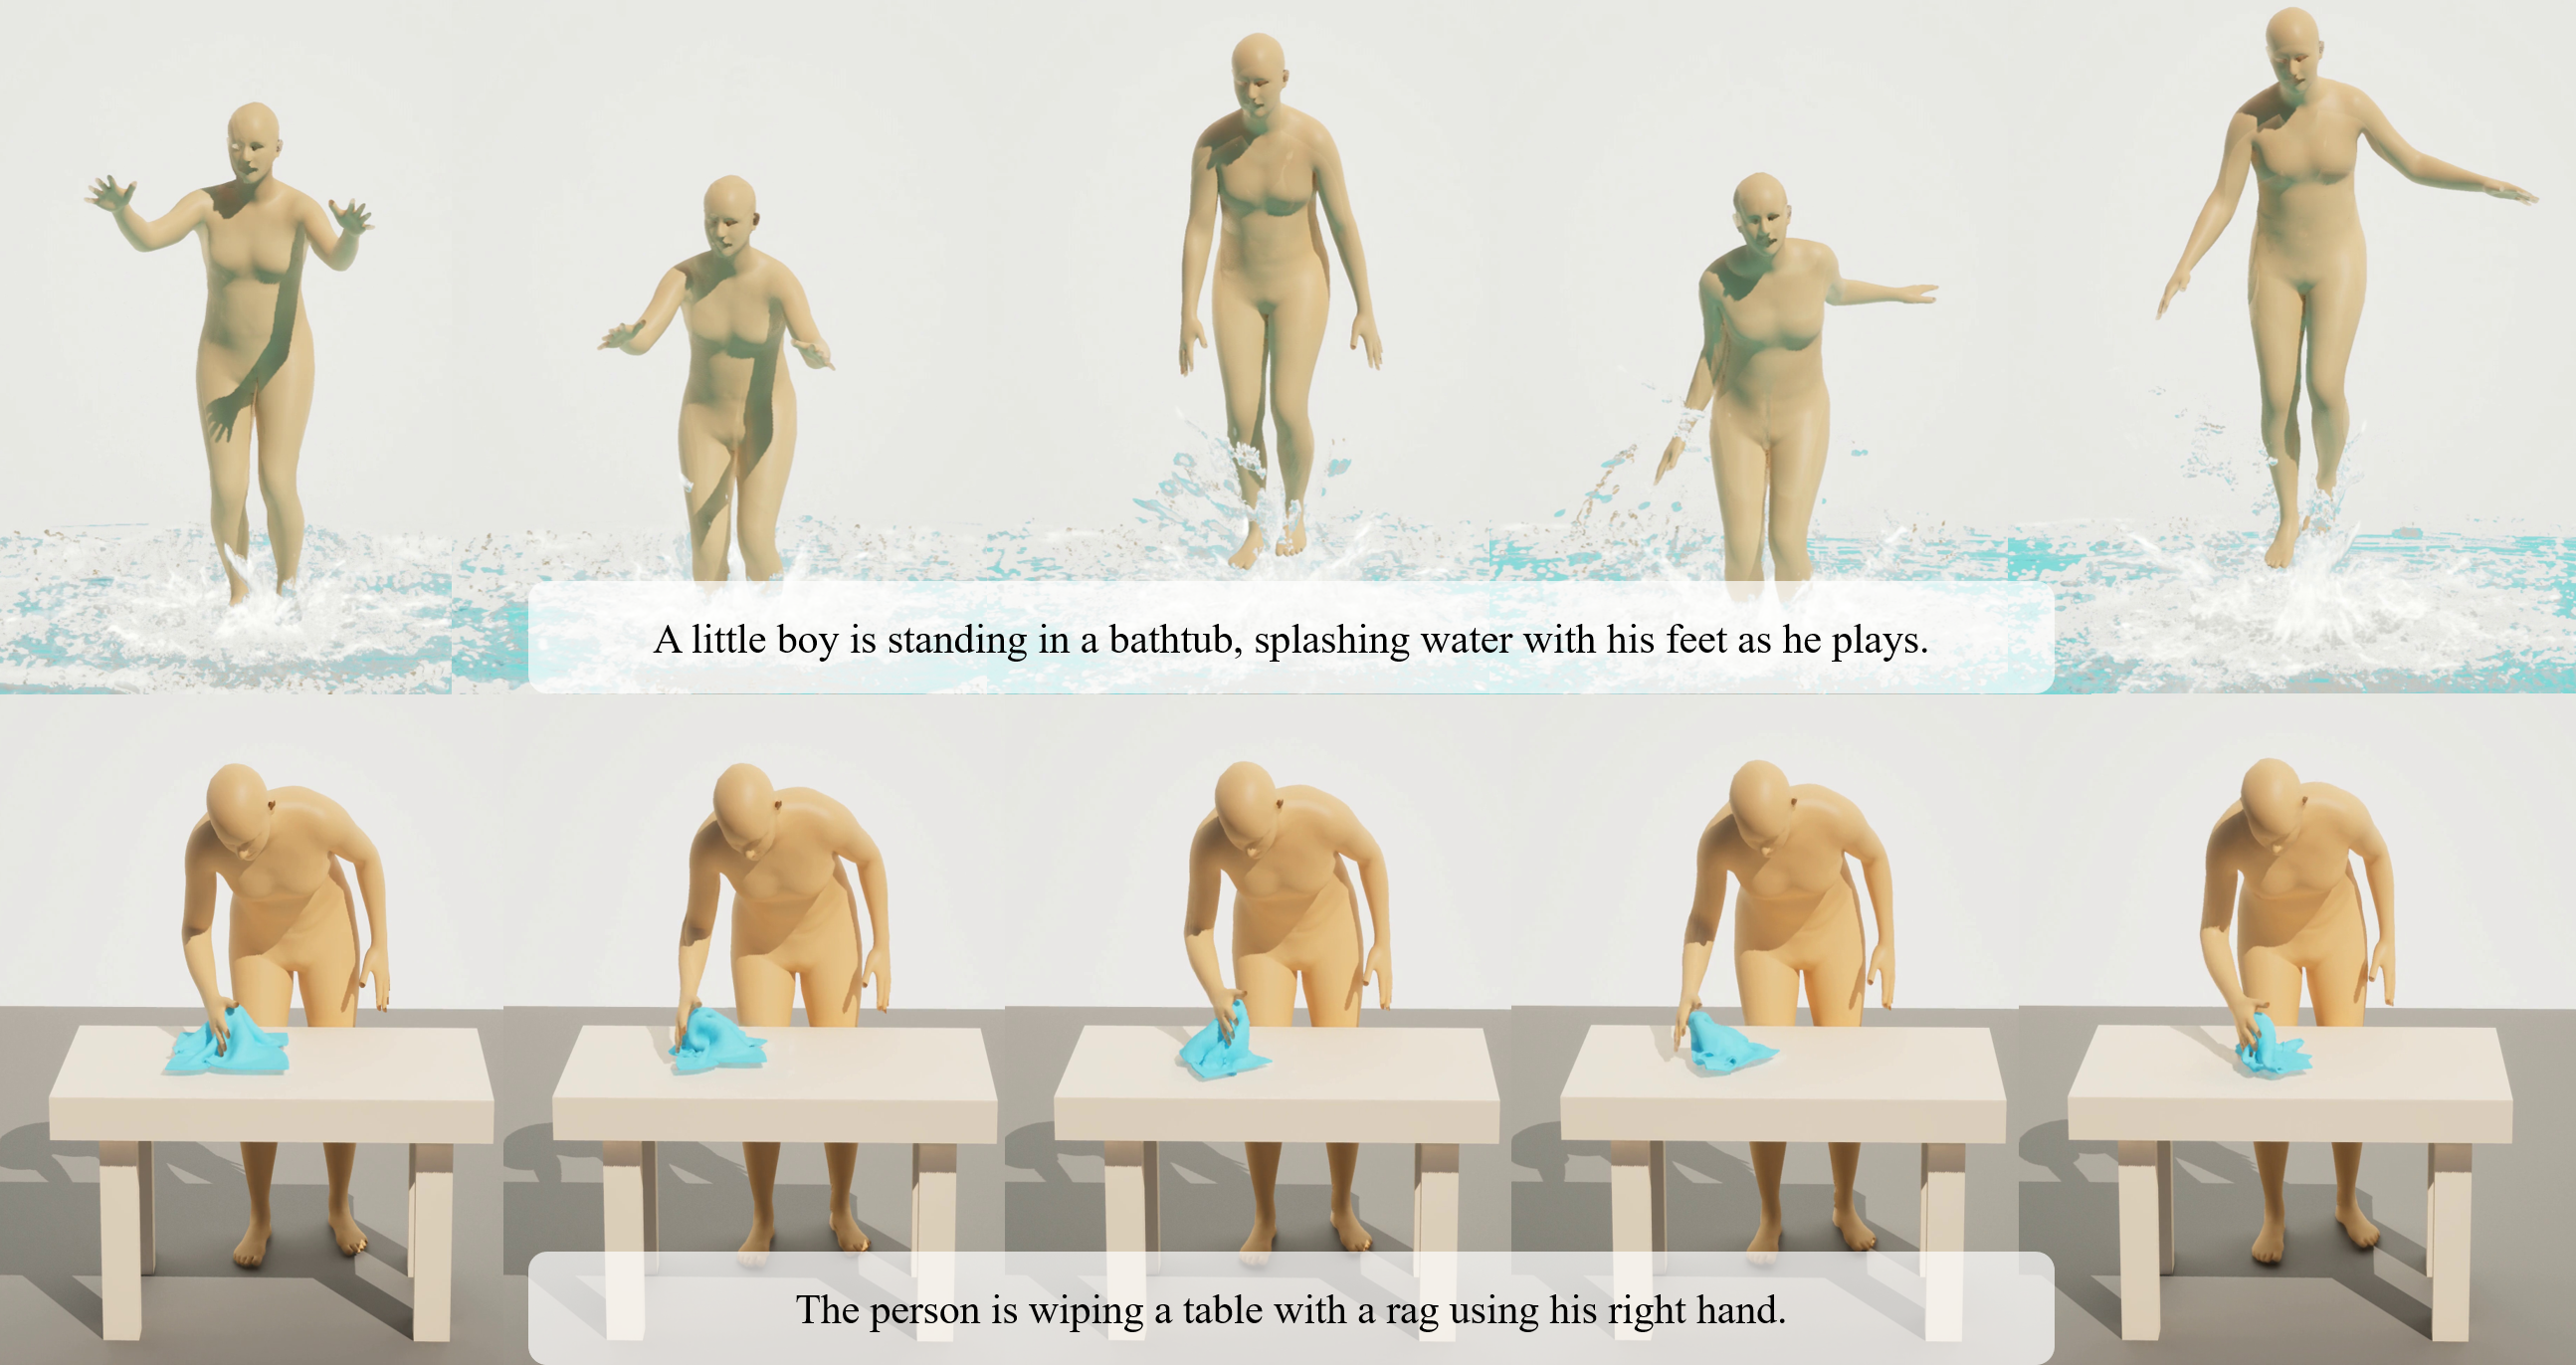 A little boy is standing in a bathtub, splashing water with his feet as he plays.
The person is wiping a table with a rag using his right hand.